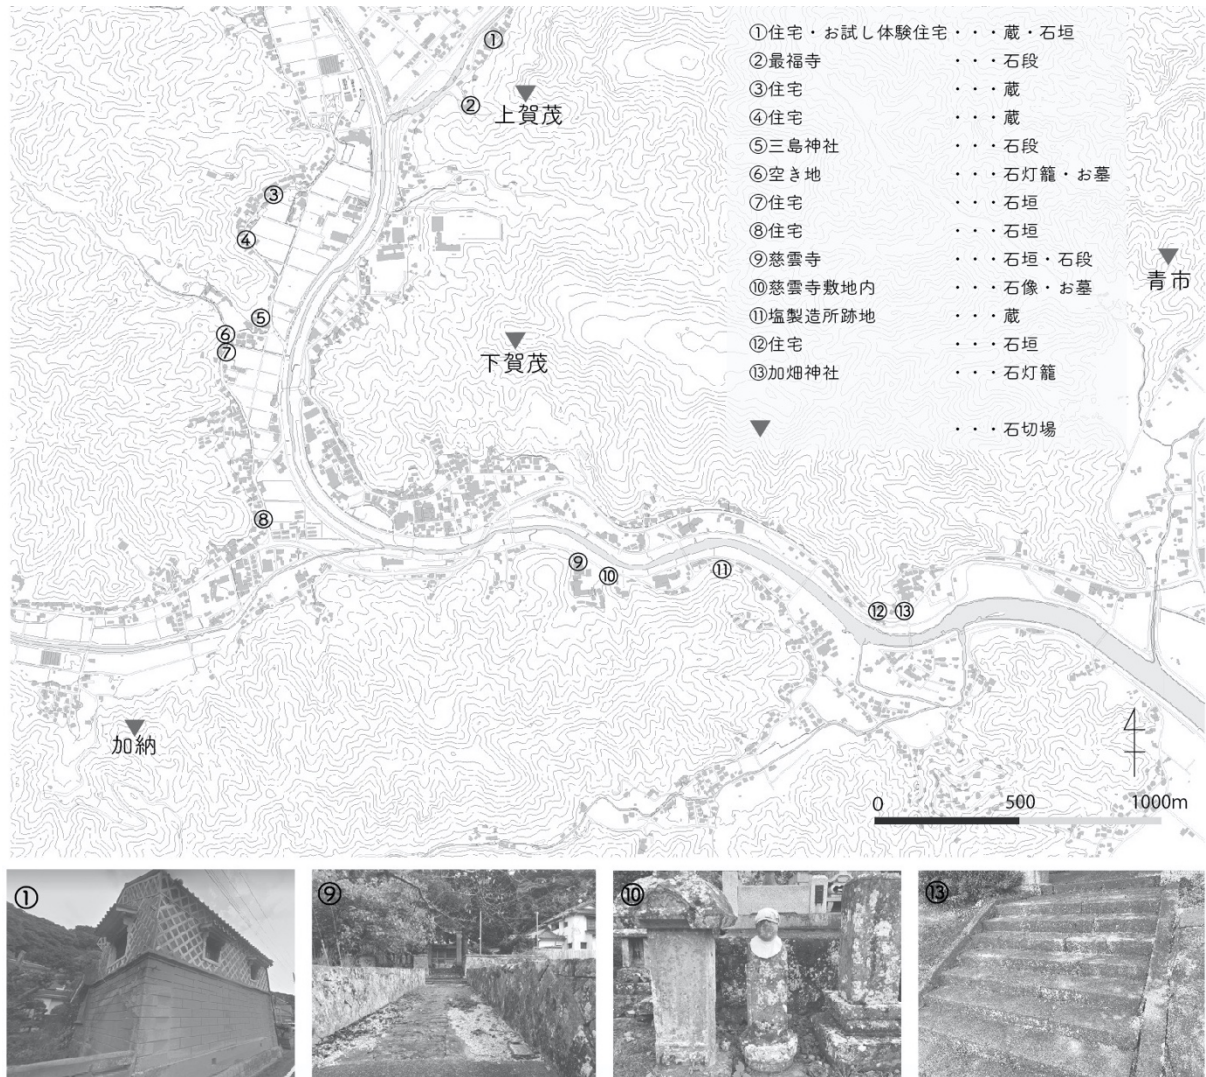 ①住宅・お試し体験住宅・・・蔵・石垣
②最福寺・・・石段
③住宅・・・蔵
④住宅・・・蔵
⑤三島神社・・・石段
⑥空き地・・・石灯籠・お墓
⑦住宅・・・石垣
⑧住宅・・・石垣
⑨慈雲寺・・・石垣・石段
⑩慈雲寺敷地内・・・石像・お墓
⑪塩製造所跡地・・・蔵
⑫住宅・・・石垣
⑬加畑神社・・・石灯籠
▼・・・石切場
①
②
上賀茂
③
④
青市
⑤
⑥
⑦
下賀茂
⑧
⑨
⑩
⑪
⑫ ⑬
加納
0 500 1000m
①
⑨
⑩
⑬